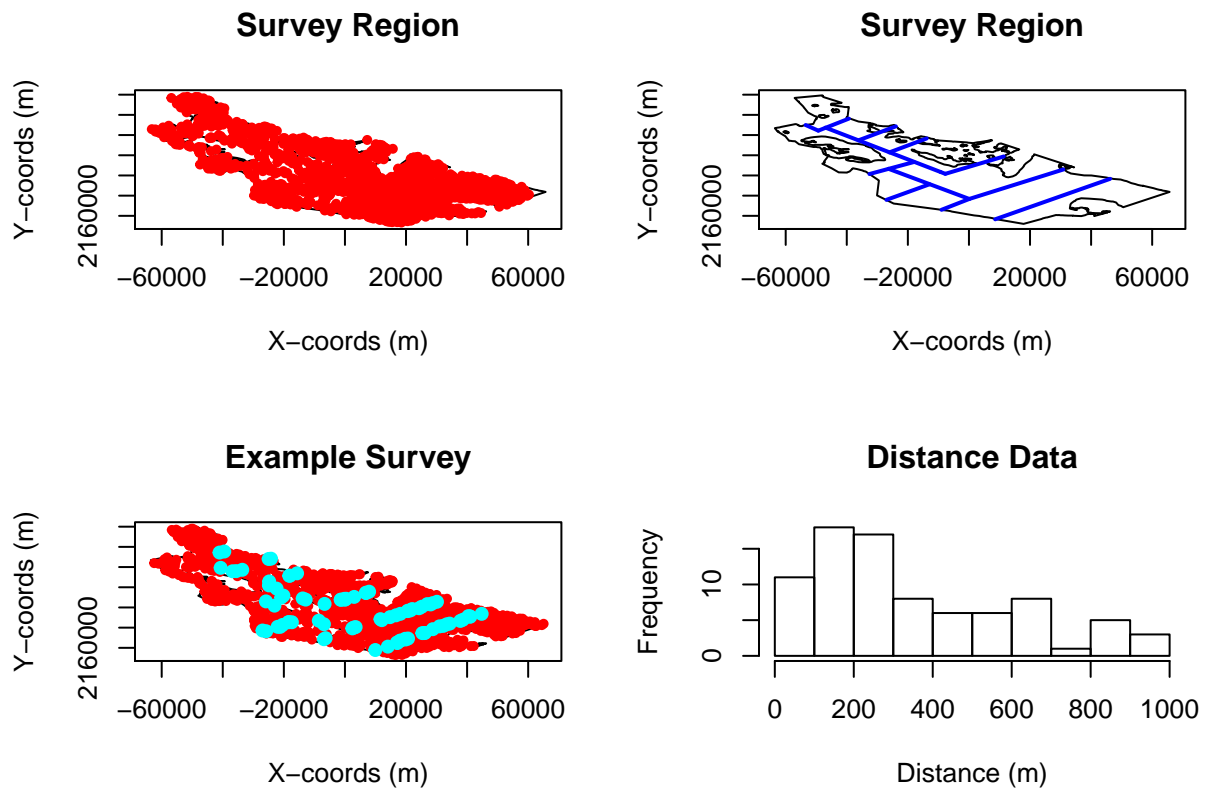 Survey Region
Y−coords (m)
2160000
−60000 −20000 20000 60000
X−coords (m)
Survey Region
Y−coords (m)
2160000
−60000 −20000 20000 60000
X−coords (m)
Example Survey
Y−coords (m)
2160000
−60000 −20000 20000 60000
X−coords (m)
Distance Data
Frequency
0 10
0 200 400 600 800 1000
Distance (m)